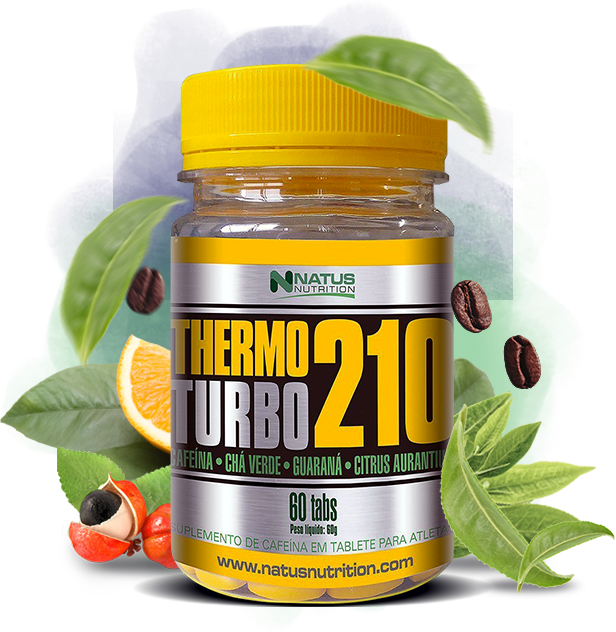 NATUS
NUTRITION
THERMO
TURBO
210
CAFEÍNA • CHÁ VERDE • GUARANÁ • CITRUS AURANTIU
60 tabs
Peso líquido: 60g
SUPLEMENTO DE CAFEÍNA EM TABLETE PARA ATLETA
www.natusnutrition.com